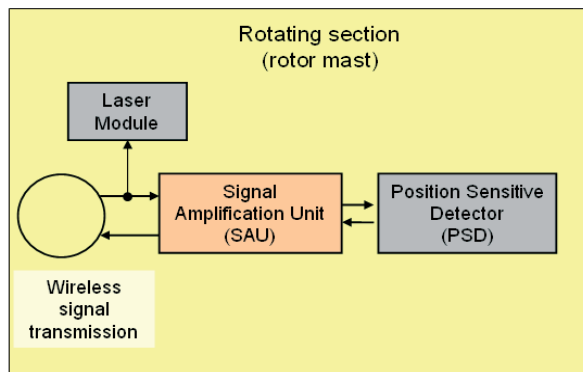 Rotating section
(rotor mast)
Laser
Module
Signal
Amplification Unit
(SAU)
Position Sensitive
Detector
(PSD)
Wireless
signal
transmission